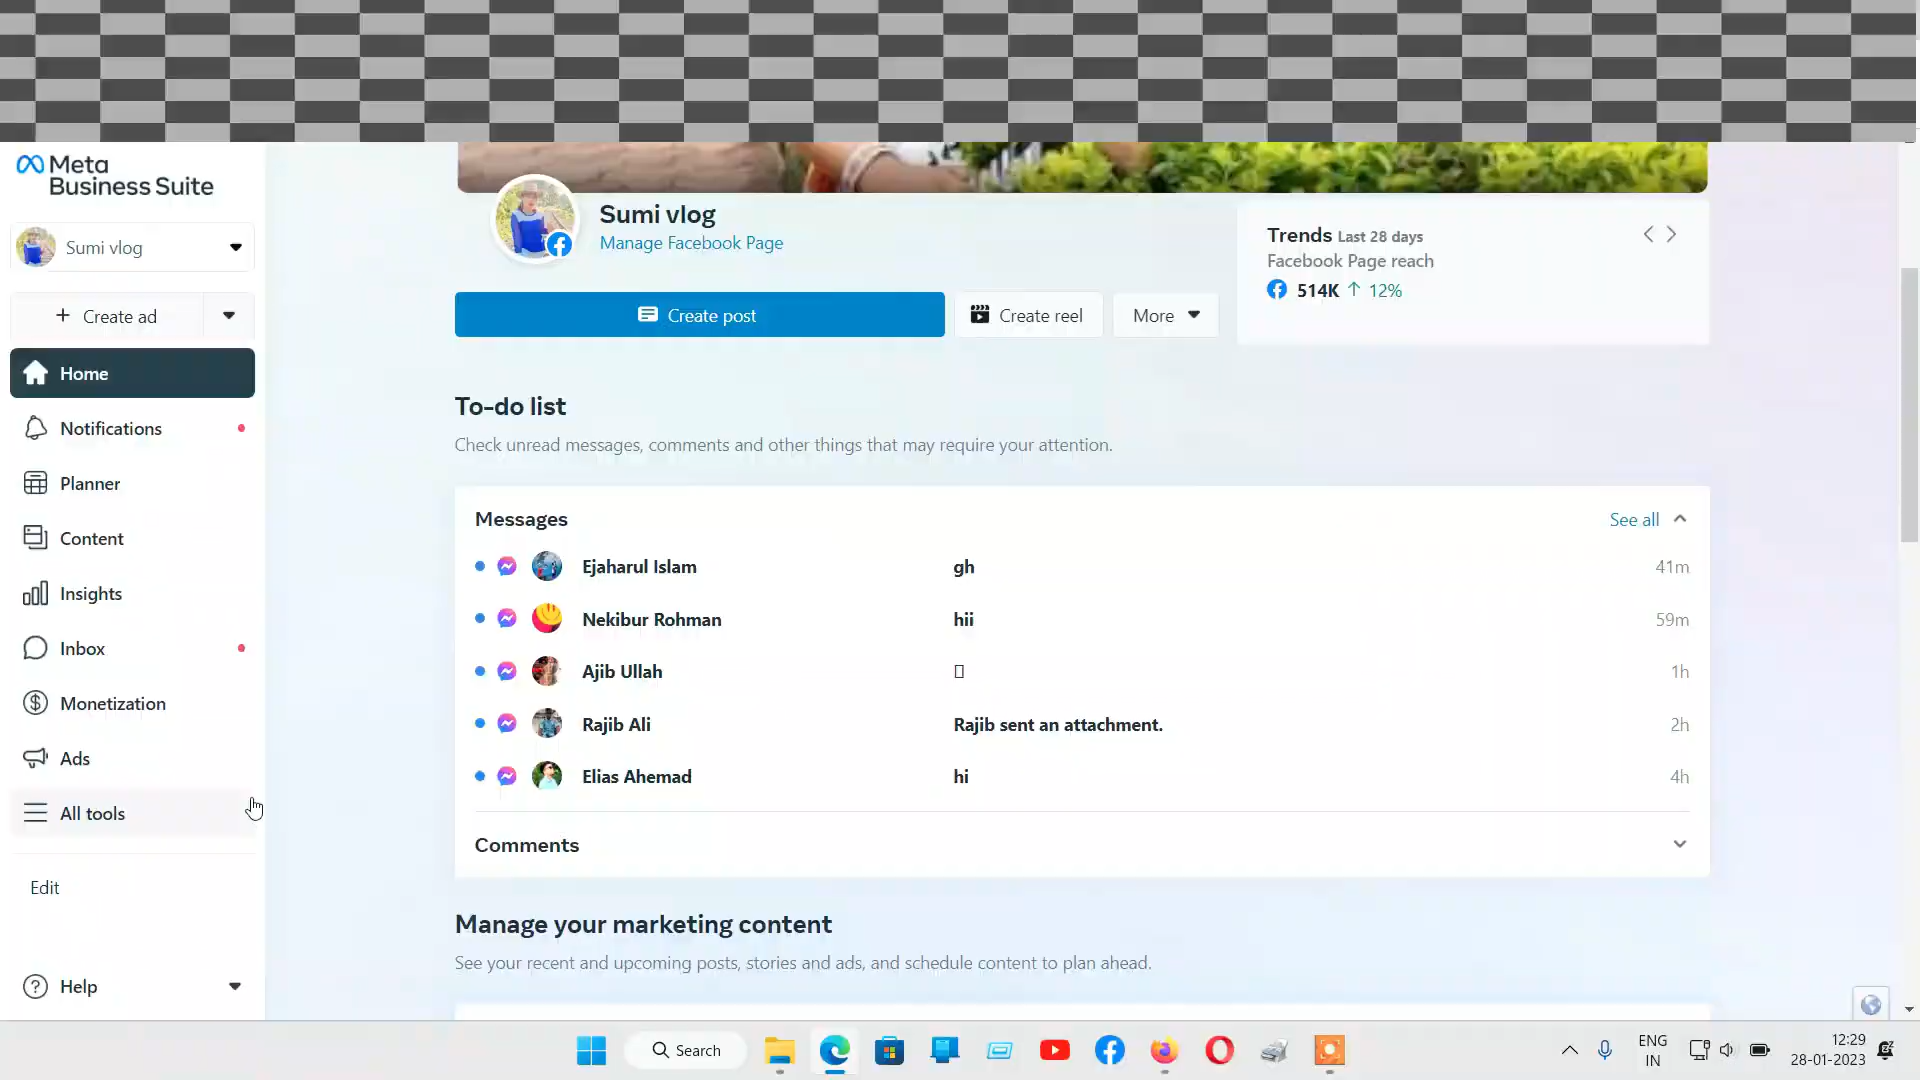 Meta
Business Suite
Sumi vlog
Create ad
Home
Notifications
Planner
Content
Insights
Inbox
Monetization
Ads
All tools
Edit
Help
Sumi vlog
Manage Facebook Page
Create post
Create reel
More
Trends Last 28 days
Facebook Page reach
514K ↑ 12%
To-do list
Check unread messages, comments and other things that may require your attention.
Messages
See all
Ejaharul Islam gh 41m
Nekibur Rohman hii 59m
Ajib Ullah 1h
Rajib Ali Rajib sent an attachment. 2h
Elias Ahemad hi 4h
Comments
Manage your marketing content
See your recent and upcoming posts, stories and ads, and schedule content to plan ahead.
Search
ENG
IN
12:29
28-01-2023